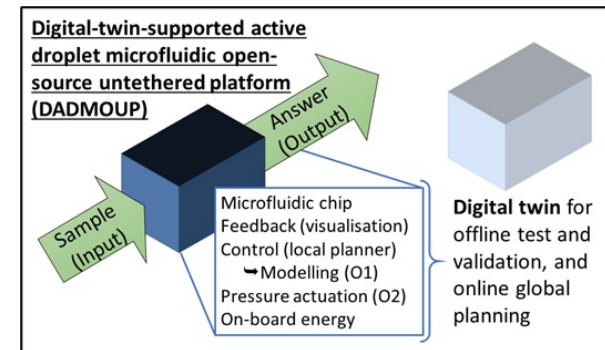 Digital-twin-supported active
droplet microfluidic open-
source untethered platform
(DADMOUP)
Sample
(Input)
Answer
(Output)
Microfluidic chip
Feedback (visualisation)
Control (local planner)
➥Modelling (O1)
Pressure actuation (O2)
On-board energy
Digital twin for
offline test and
validation, and
online global
planning